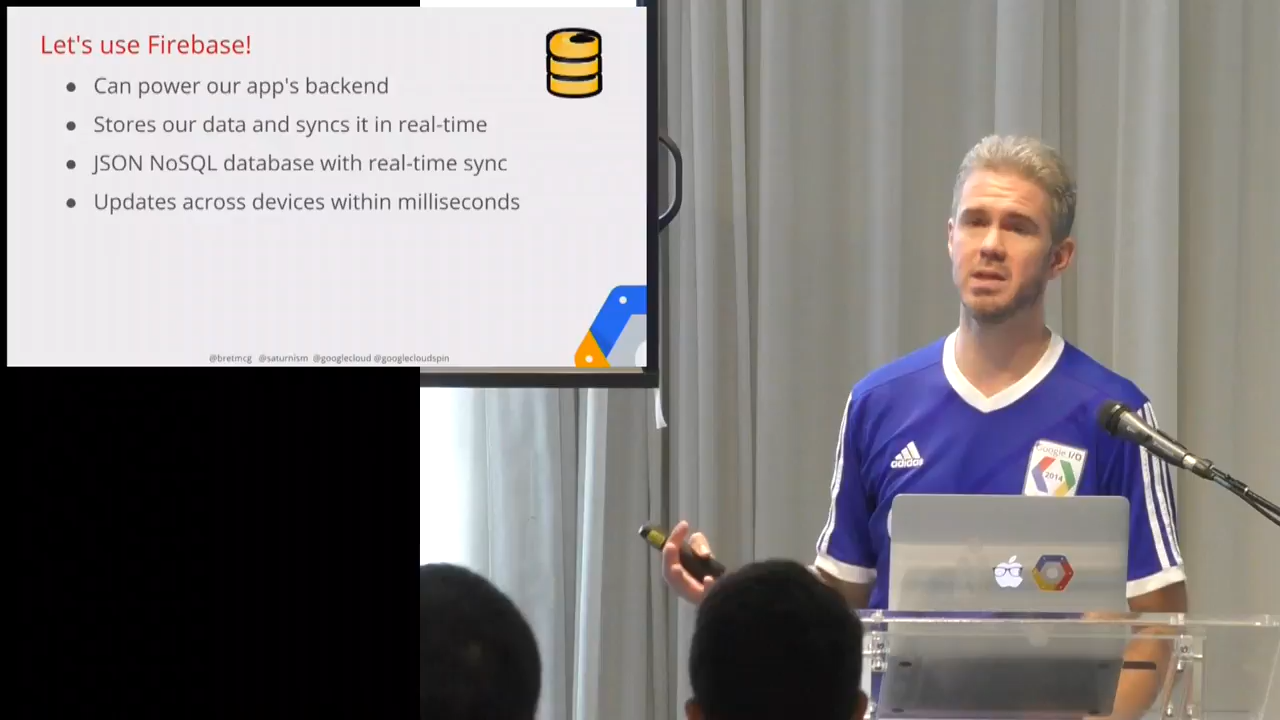 Let's use Firebase!
● Can power our app's backend
● Stores our data and syncs it in real-time
● JSON NoSQL database with real-time sync
● Updates across devices within milliseconds
@bretmcg @saturnism @googlecloud @googlecloudspin
adidas
Google I/O
2014